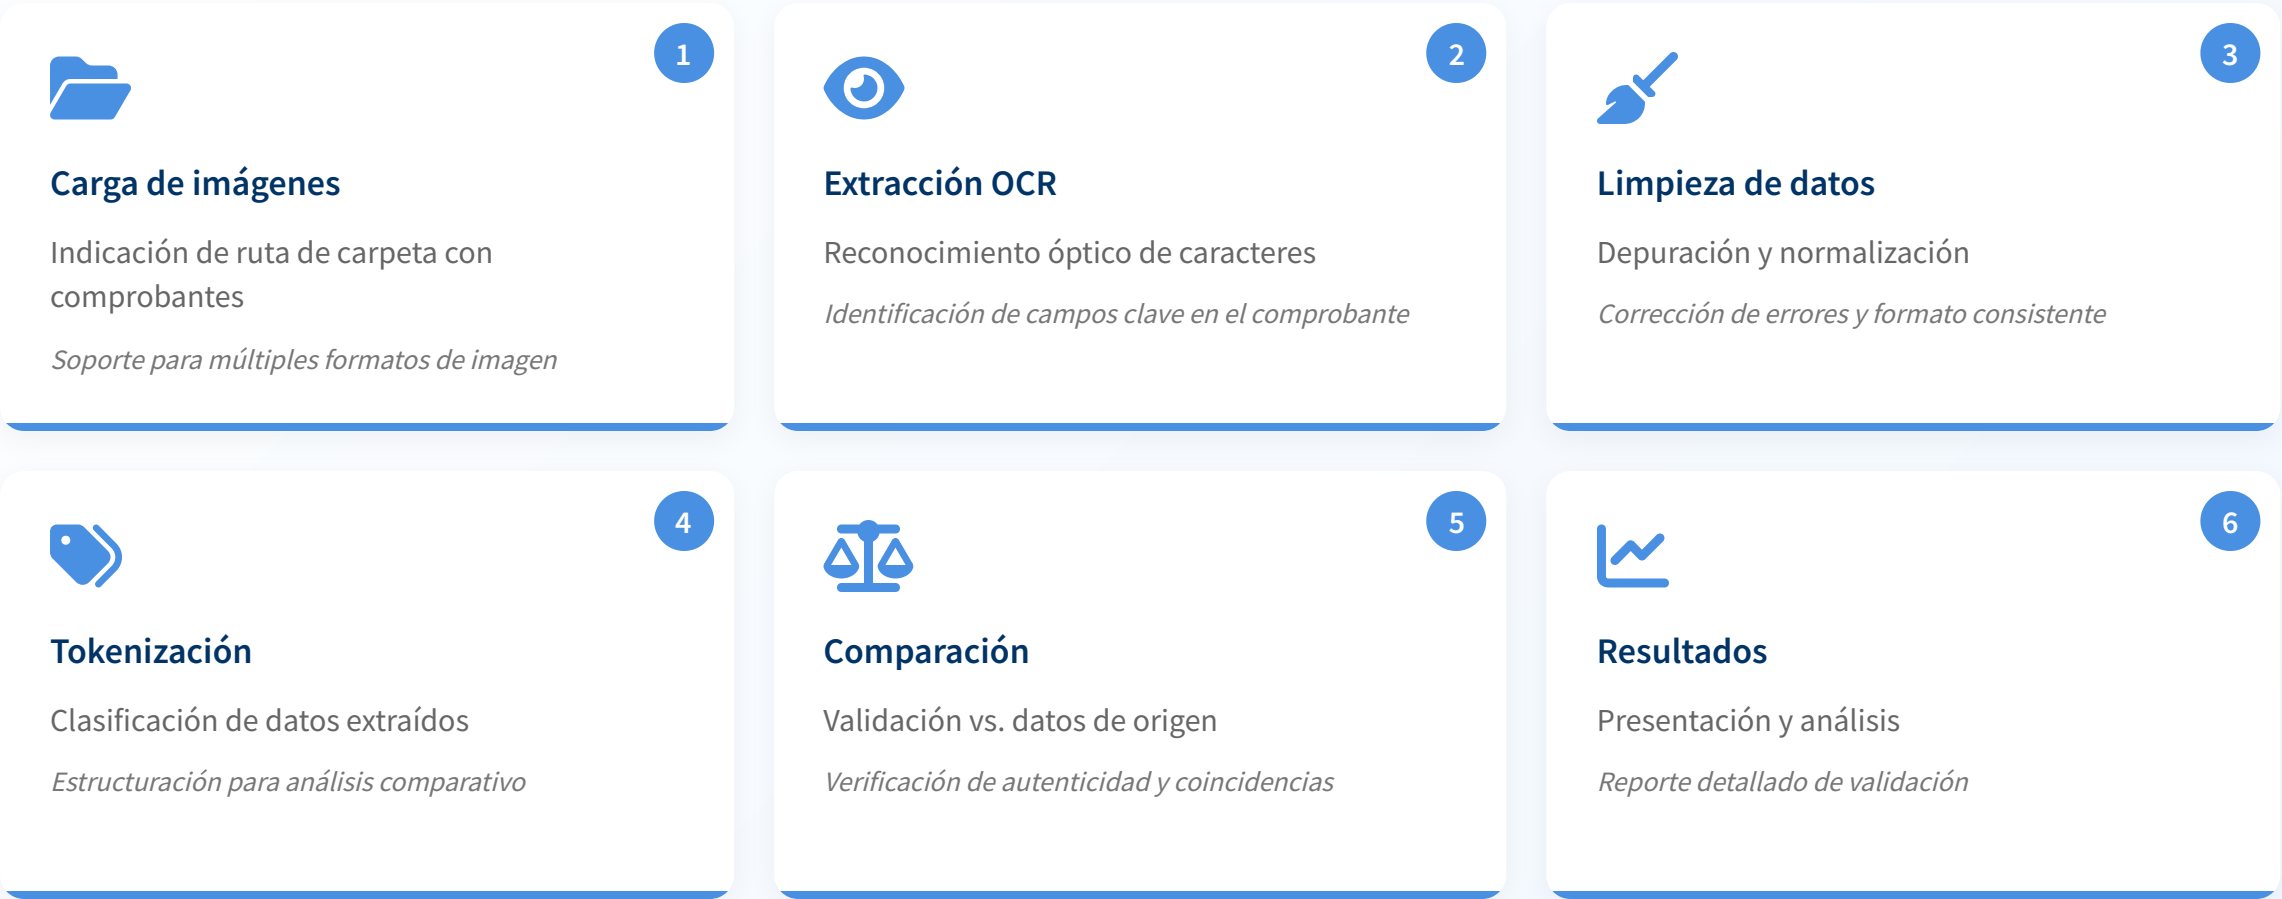 1
Carga de imágenes
Indicación de ruta de carpeta con
comprobantes
Soporte para múltiples formatos de imagen
2
Extracción OCR
Reconocimiento óptico de caracteres
Identificación de campos clave en el comprobante
3
Limpieza de datos
Depuración y normalización
Corrección de errores y formato consistente
4
Tokenización
Clasificación de datos extraídos
Estructuración para análisis comparativo
5
Comparación
Validación vs. datos de origen
Verificación de autenticidad y coincidencias
6
Resultados
Presentación y análisis
Reporte detallado de validación